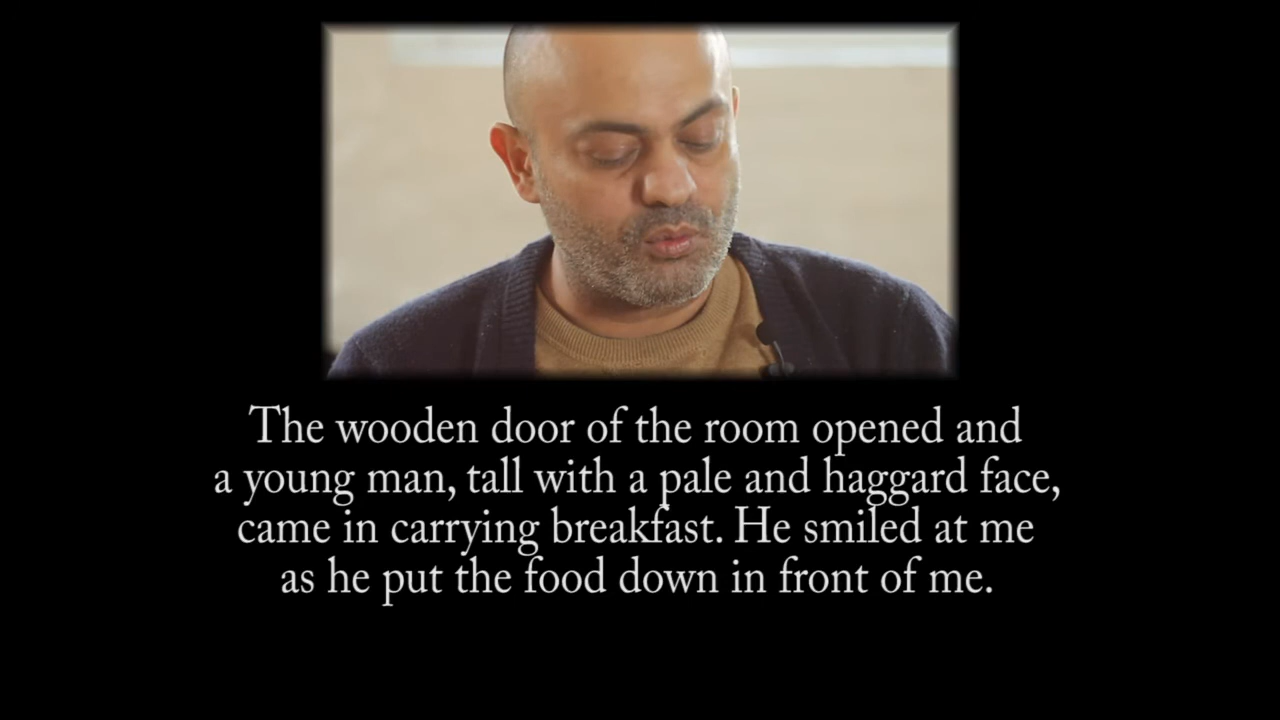 The wooden door of the room opened and
a young man, tall with a pale and haggard face,
came in carrying breakfast. He smiled at me
as he put the food down in front of me.